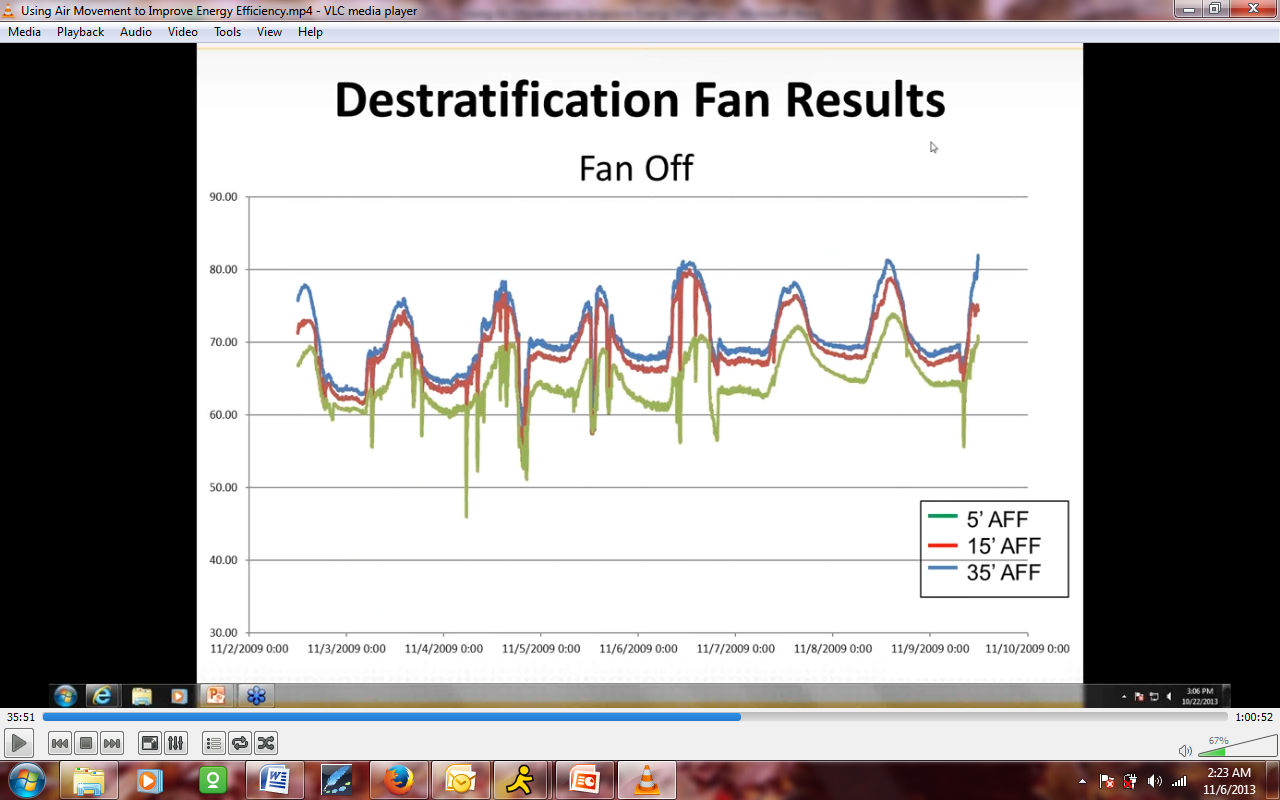 Using Air Movement to Improve Energy Efficiency.mp4 - VLC media player
Media Playback Audio Video Tools View Help
Destratification Fan Results
Fan Off
90.00
80.00
70.00
60.00
50.00
40.00
30.00
5' AFF
15' AFF
35' AFF
11/2/2009 0:00 11/3/2009 0:00 11/4/2009 0:00 11/5/2009 0:00 11/6/2009 0:00 11/7/2009 0:00 11/8/2009 0:00 11/9/2009 0:00 11/10/2009 0:00
3:06 PM
10/22/2013
35:51 1:00:52
67%
2:23 AM
11/6/2013